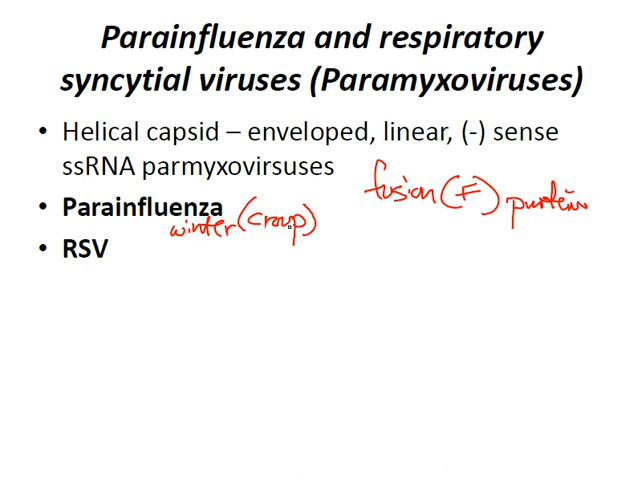 Parainfluenza and respiratory
syncytial viruses (Paramyxoviruses)
• Helical capsid – enveloped, linear, (-) sense
ssRNA parmyxovirsuses
fusion (F) protein
• Parainfluenza
winter (croup)
• RSV